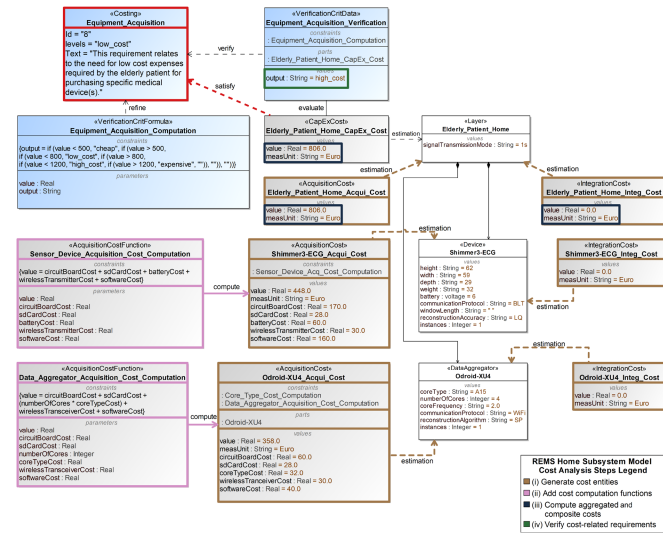 «Costing»
Equipment_Acquisition
Id = "8"
levels = "low_cost"
Text = "This requirement relates
to the need for low cost expenses
required by the elderly patient for
purchasing specific medical
device(s)."
verify
satisfy
refine
«VerificationCritData»
Equipment_Acquisition_Verification
constraints
: Equipment_Acquisition_Computation
parts
: Elderly_Patient_Home_CapEx_Cost
values
output : String = high_cost
evaluate
«VerificationCritFormula»
Equipment_Acquisition_Computation
constraints
{output = if (value < 500, "cheap", if (value > 500,
if (value < 800, "low_cost", if (value > 800,
if (value < 1200, "high_cost", if (value > 1200, "expensive", "")), "")), ""))}
parameters
value : Real
output : String
«CapExCost»
Elderly_Patient_Home_CapEx_Cost
values
value : Real = 806.0
measUnit : String = Euro
estimation
«Layer»
Elderly_Patient_Home
values
signalTransmissionMode : String = 1s
estimation
estimation
«AcquisitionCost»
Elderly_Patient_Home_Acqui_Cost
values
value : Real = 806.0
measUnit : String = Euro
«IntegrationCost»
Elderly_Patient_Home_Integ_Cost
values
value : Real = 0.0
measUnit : String = Euro
estimation
«AcquisitionCostFunction»
Sensor_Device_Acquisition_Cost_Computation
constraints
{value = circuitBoardCost + sdCardCost + batteryCost +
wirelessTransmitterCost + softwareCost}
parameters
value : Real
circuitBoardCost : Real
sdCardCost : Real
batteryCost : Real
wirelessTransmitterCost : Real
softwareCost : Real
compute
«AcquisitionCost»
Shimmer3-ECG_Acqui_Cost
constraints
: Sensor_Device_Acq_Cost_Computation
values
value : Real = 448.0
measUnit : String = Euro
circuitBoardCost : Real = 170.0
sdCardCost : Real = 28.0
batteryCost : Real = 60.0
wirelessTransmitterCost : Real = 30.0
softwareCost : Real = 160.0
«Device»
Shimmer3-ECG
values
height : String = 62
width : String = 59
depth : String = 29
weight : String = 32
battery : voltage = 6
communicationProtocol : String = BLT
windowLength : String = " "
reconstructionAccuracy : String = LQ
instances : Integer = 1
«IntegrationCost»
Shimmer3-ECG_Integ_Cost
values
value : Real = 0.0
measUnit : String = Euro
estimation
estimation
«AcquisitionCostFunction»
Data_Aggregator_Acquisition_Cost_Computation
constraints
{value = circuitBoardCost + sdCardCost +
(numberOfCores * coreTypeCost) +
wirelessTransceiverCost + softwareCost}
parameters
value : Real
circuitBoardCost : Real
sdCardCost : Real
numberOfCores : Integer
coreTypeCost : Real
wirelessTransceiverCost : Real
softwareCost : Real
compute
«AcquisitionCost»
Odroid-XU4_Acqui_Cost
constraints
: Core_Type_Cost_Computation
: Data_Aggregator_Acquisition_Cost_Computation
parts
: Odroid-XU4
values
value : Real = 358.0
measUnit : String = Euro
circuitBoardCost : Real = 60.0
sdCardCost : Real = 28.0
coreTypeCost : Real = 32.0
wirelessTransceiverCost : Real = 30.0
softwareCost : Real = 40.0
estimation
«DataAggregator»
Odroid-XU4
values
coreType : String = A15
numberOfCores : Integer = 4
coreFrequency : String = 2.0
communicationProtocol : String = WiFi
reconstructionAlgorithm : String = SP
instances : Integer = 1
«IntegrationCost»
Odroid-XU4_Integ_Cost
values
value : Real = 0.0
measUnit : String = Euro
REMS Home Subsystem Model
Cost Analysis Steps Legend
(i) Generate cost entities
(ii) Add cost computation functions
(iii) Compute aggregated and
composite costs
(iv) Verify cost-related requirements